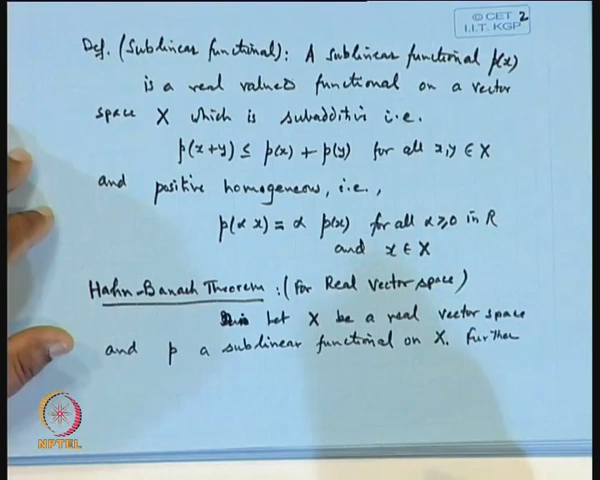 © CET 2
I.I.T. KGP
Def. (Sublinear functional): A sublinear functional p(x)
is a real valued functional on a vector
space X which is subadditive i.e.
p(x+y) ≤ p(x) + p(y) for all x,y ∈ X
and positive homogeneous, i.e.,
p(α x) = α p(x) for all α ≥ 0 in R
and x ∈ X
Hahn-Banach Theorem : (For Real Vector space)
Let X be a real vector space
and p a sublinear functional on X. Further
NPTEL